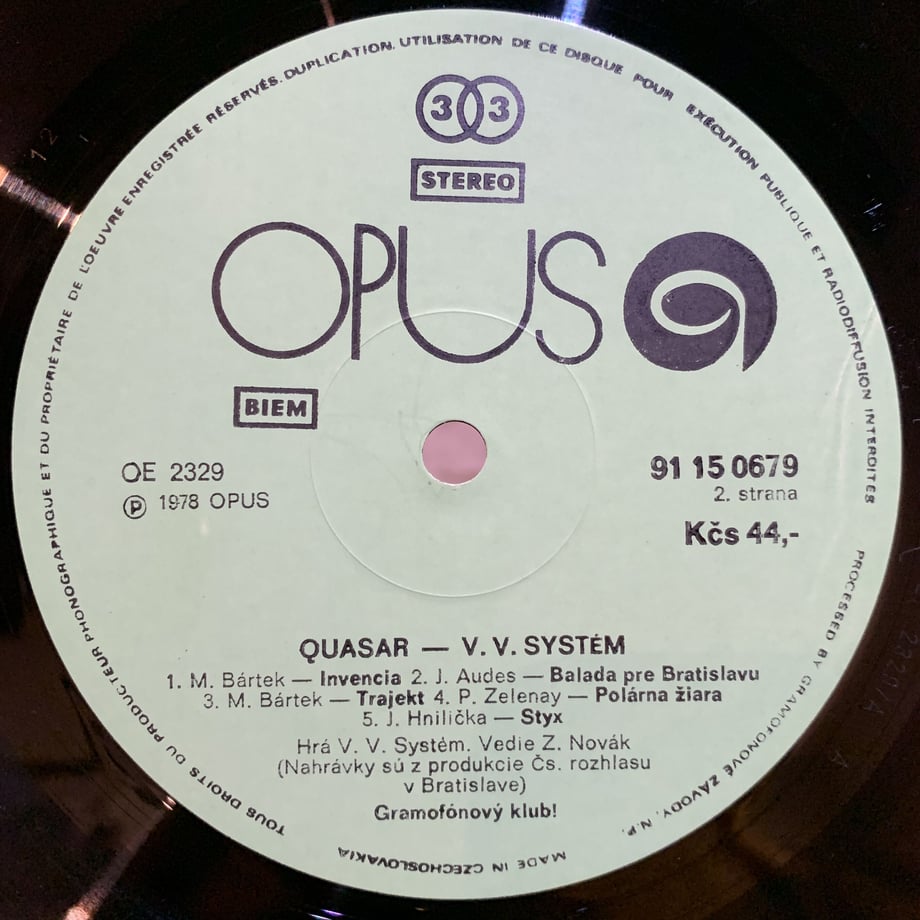 TOUS DROITS DU PRODUCTEUR PHONOGRAPHIQUE ET DU PROPRIÉTAIRE DE L'OEUVRE ENREGISTRÉE RÉSERVÉS. DUPLICATION. UTILISATION DE CE DISQUE POUR EXÉCUTION PUBLIQUE ET RADIODIFFUSION INTERDITES
33
STEREO
OPUS
BIEM
OE 2329
Ⓟ 1978 OPUS
91 15 0679
2. strana
Kčs 44,-
QUASAR — V. V. SYSTÉM
1. M. Bártek — Invencia 2. J. Audes — Balada pre Bratislavu
3. M. Bártek — Trajekt 4. P. Zelenay — Polárna žiara
5. J. Hnilička — Styx
Hrá V. V. Systém. Vedie Z. Novák
(Nahrávky sú z produkcie Čs. rozhlasu
v Bratislave)
Gramofónový klub!
PROCESSED BY GRAMOFONOVÉ ZÁVODY, N.P.
MADE IN CZECHOSLOVAKIA